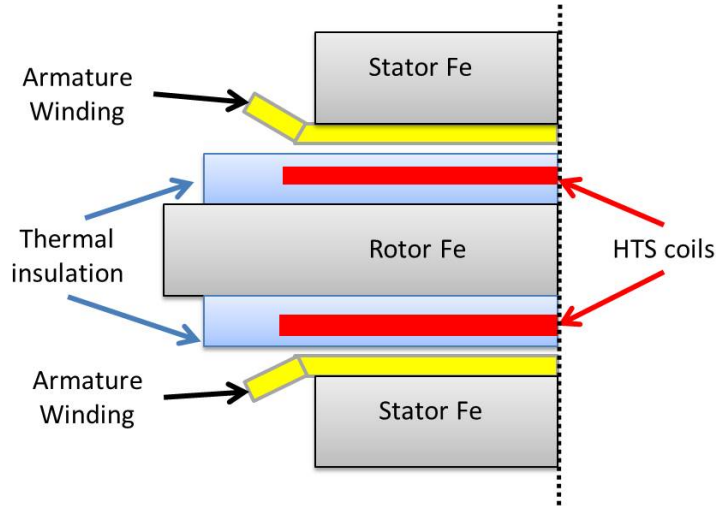 Stator Fe
Armature
Winding
Thermal
insulation
Rotor Fe
HTS coils
Armature
Winding
Stator Fe